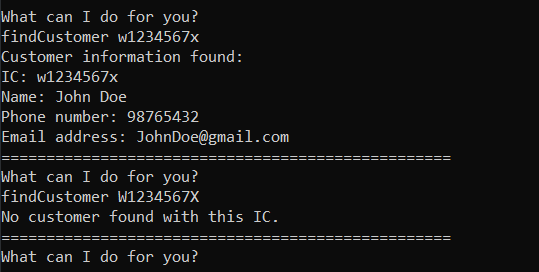 What can I do for you?
findCustomer w1234567x
Customer information found:
IC: w1234567x
Name: John Doe
Phone number: 98765432
Email address: JohnDoe@gmail.com
==================================================
What can I do for you?
findCustomer W1234567X
No customer found with this IC.
==================================================
What can I do for you?